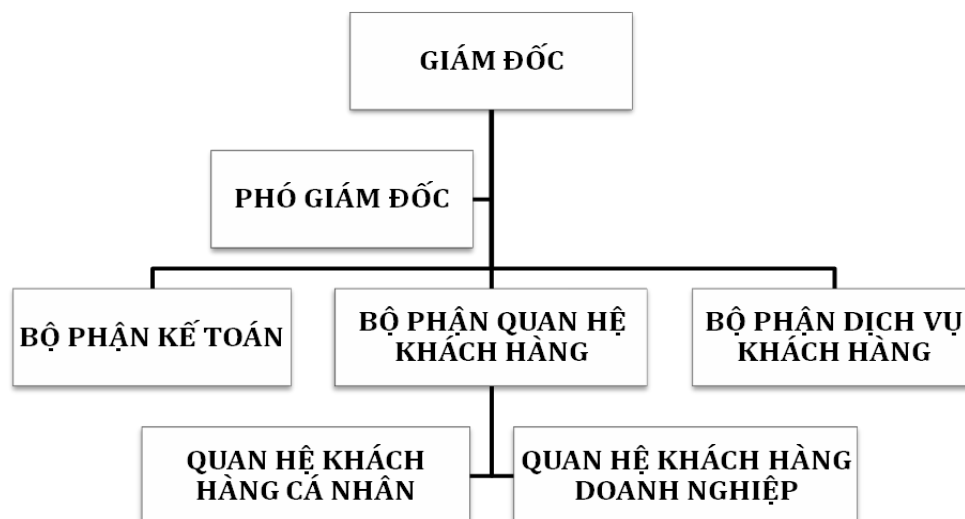 GIÁM ĐỐC
PHÓ GIÁM ĐỐC
BỘ PHẬN KẾ TOÁN
BỘ PHẬN QUAN HỆ
KHÁCH HÀNG
BỘ PHẬN DỊCH VỤ
KHÁCH HÀNG
QUAN HỆ KHÁCH
HÀNG CÁ NHÂN
QUAN HỆ KHÁCH HÀNG
DOANH NGHIỆP